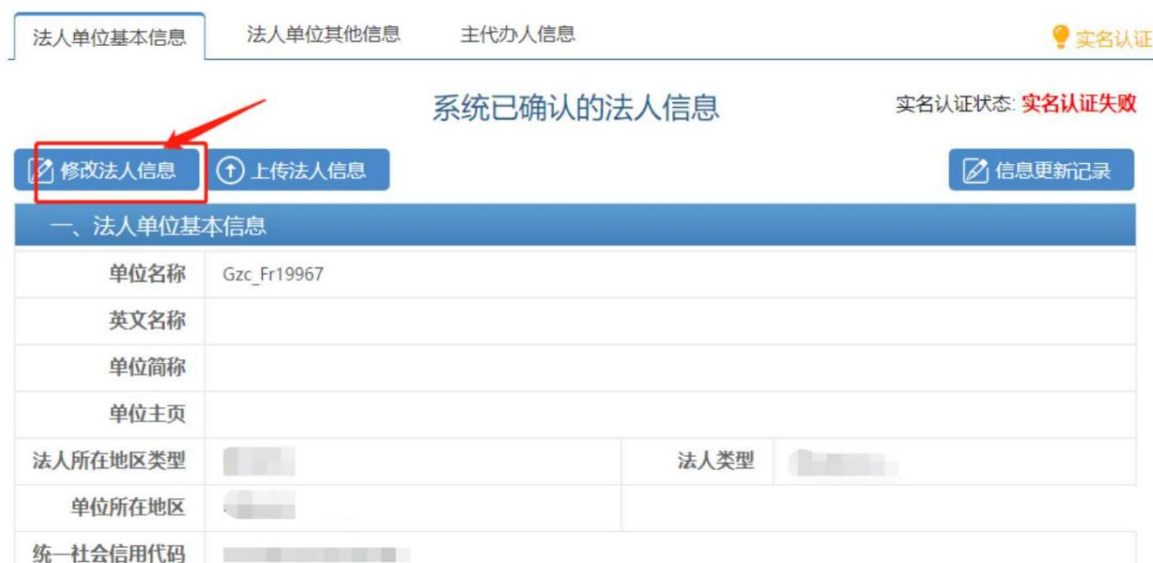 法人单位基本信息 法人单位其他信息 主代办人信息 实名认证
系统已确认的法人信息 实名认证状态: 实名认证失败
修改法人信息 上传法人信息 信息更新记录
一、法人单位基本信息
单位名称 Gzc_Fr19967
英文名称
单位简称
单位主页
法人所在地区类型 法人类型
单位所在地区
统一社会信用代码